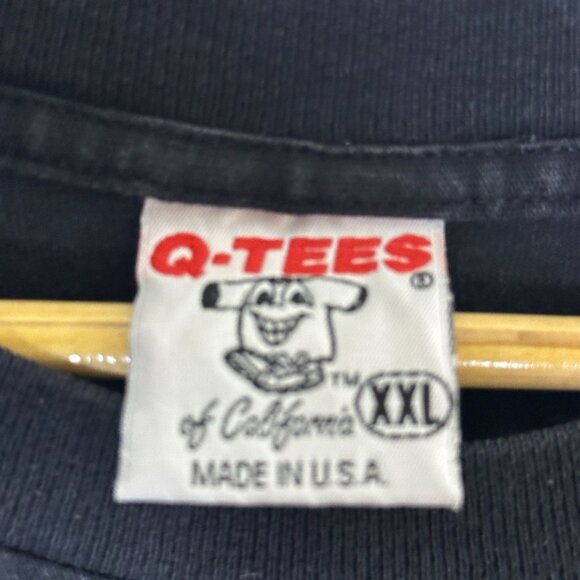 Q-TEES®
TM
of California XXL
MADE IN U.S.A.